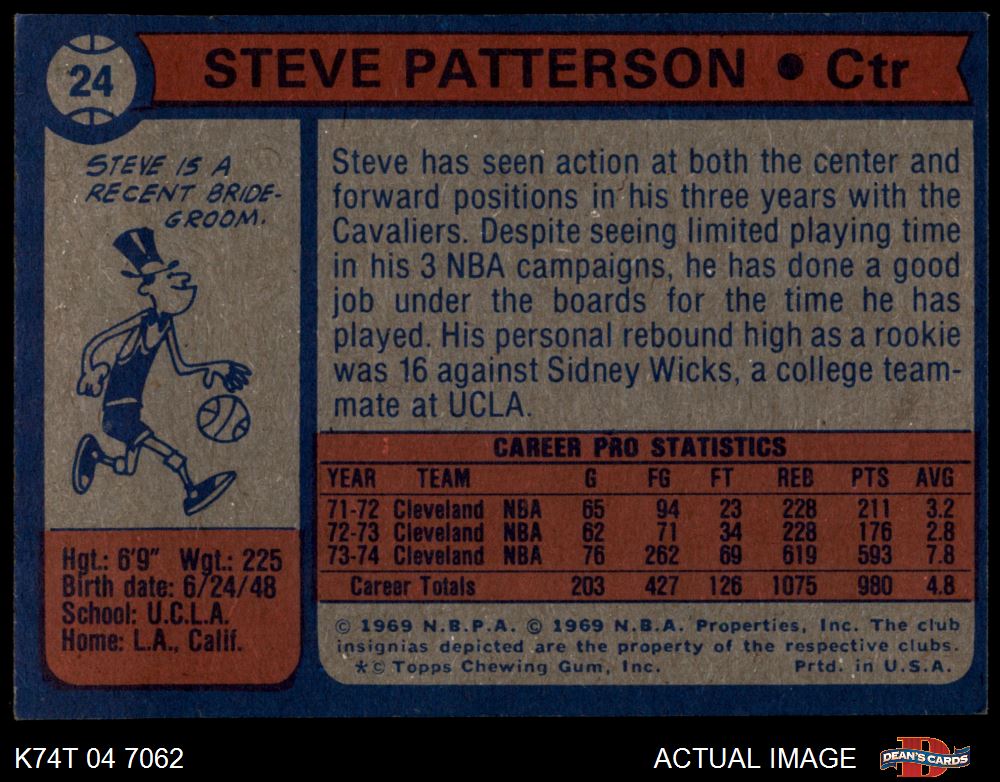 24
STEVE PATTERSON • Ctr
STEVE IS A
RECENT BRIDE-
GROOM.
Hgt.: 6'9" Wgt.: 225
Birth date: 6/24/48
School: U.C.L.A.
Home: L.A., Calif.
Steve has seen action at both the center and
forward positions in his three years with the
Cavaliers. Despite seeing limited playing time
in his 3 NBA campaigns, he has done a good
job under the boards for the time he has
played. His personal rebound high as a rookie
was 16 against Sidney Wicks, a college team-
mate at UCLA.
CAREER PRO STATISTICS
YEAR TEAM G FG FT REB PTS AVG
71-72 Cleveland NBA 65 94 23 228 211 3.2
72-73 Cleveland NBA 62 71 34 228 176 2.8
73-74 Cleveland NBA 76 262 69 619 593 7.8
Career Totals 203 427 126 1075 980 4.8
© 1969 N.B.P.A. © 1969 N.B.A. Properties, Inc. The club
insignias depicted are the property of the respective clubs.
*© Topps Chewing Gum, Inc. Prtd. in U.S.A.
K74T 04 7062
ACTUAL IMAGE
D
DEAN'S CARDS